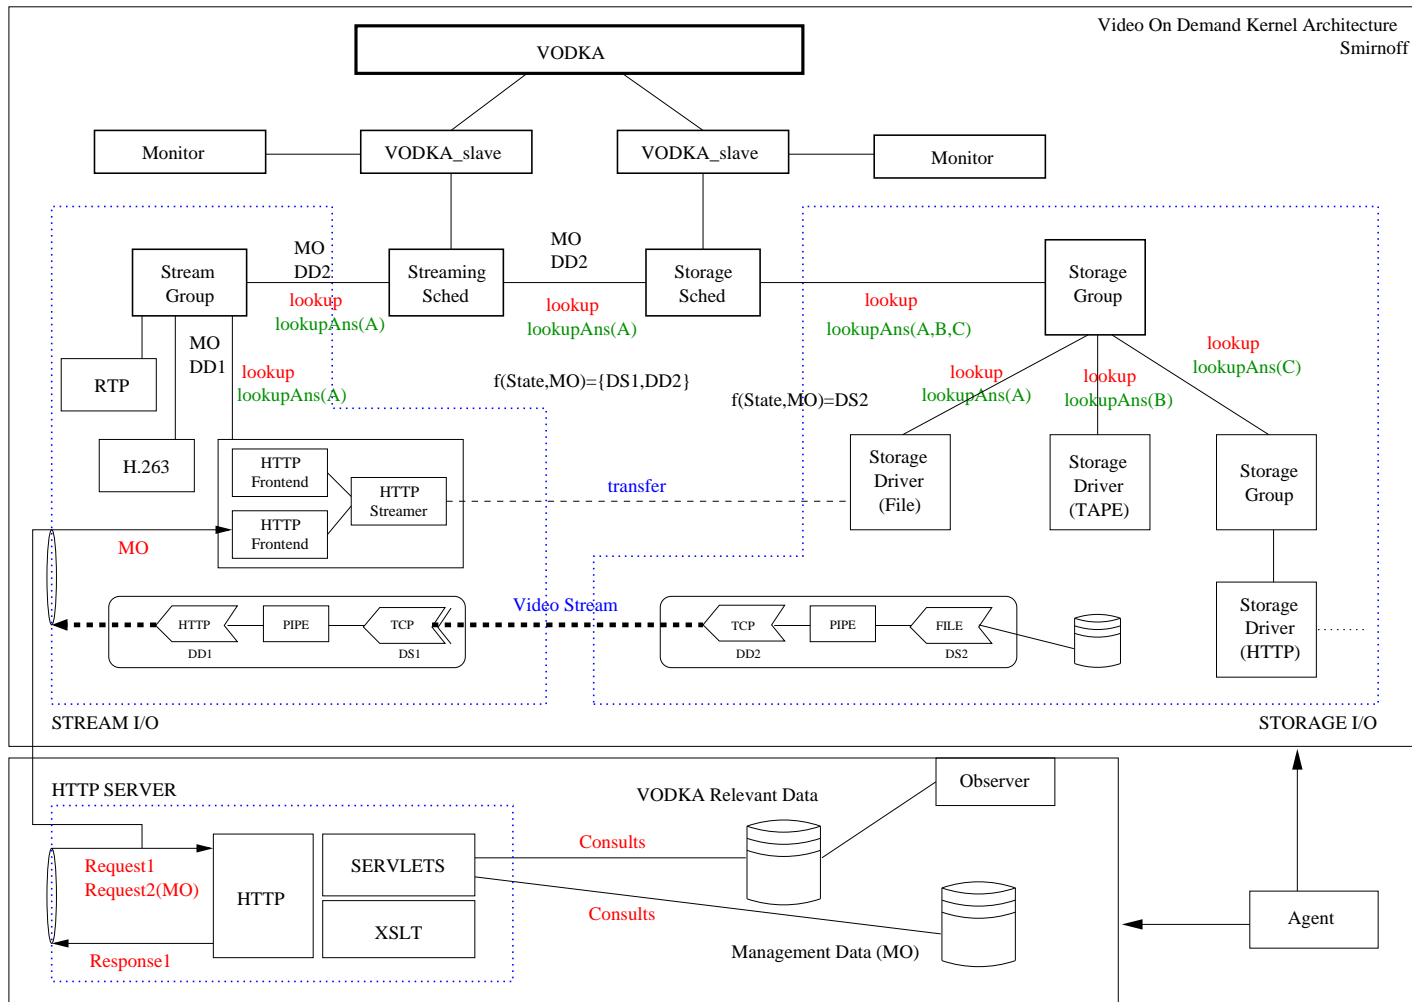 Video On Demand Kernel Architecture
Smirnoff
VODKA
Monitor
VODKA_slave
VODKA_slave
Monitor
Stream
Group
MO
DD2
lookup
lookupAns(A)
Streaming
Sched
MO
DD2
lookup
lookupAns(A)
Storage
Sched
lookup
lookupAns(A,B,C)
Storage
Group
RTP
MO
DD1
lookup
lookupAns(A)
f(State,MO)={DS1,DD2}
f(State,MO)=DS2
lookup
lookupAns(A)
lookup
lookupAns(B)
lookup
lookupAns(C)
H.263
HTTP
Frontend
HTTP
Streamer
HTTP
Frontend
transfer
Storage
Driver
(File)
Storage
Driver
(TAPE)
Storage
Group
MO
HTTP
DD1
PIPE
TCP
DS1
Video Stream
TCP
DD2
PIPE
FILE
DS2
Storage
Driver
(HTTP)
STREAM I/O
STORAGE I/O
HTTP SERVER
Request1
Request2(MO)
Response1
HTTP
SERVLETS
XSLT
Consults
Consults
VODKA Relevant Data
Management Data (MO)
Observer
Agent